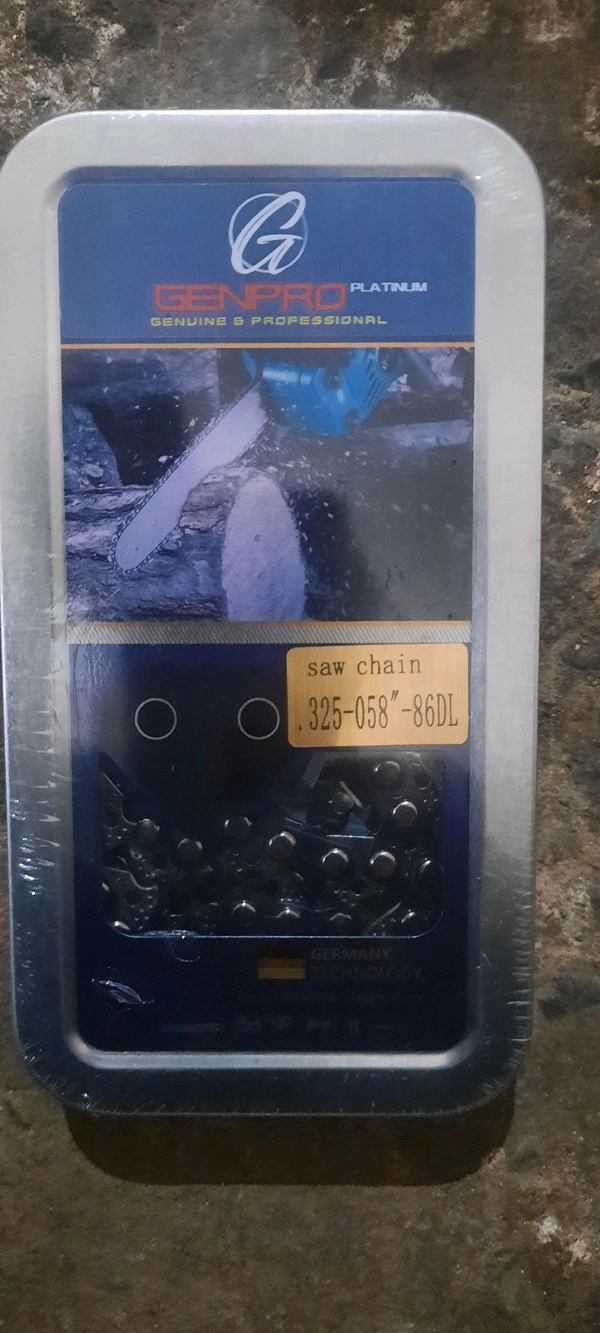 G
GENPRO PLATINUM
GENUINE & PROFESSIONAL
saw chain
.325-058"-86DL
GERMANY
TECHNOLOGY